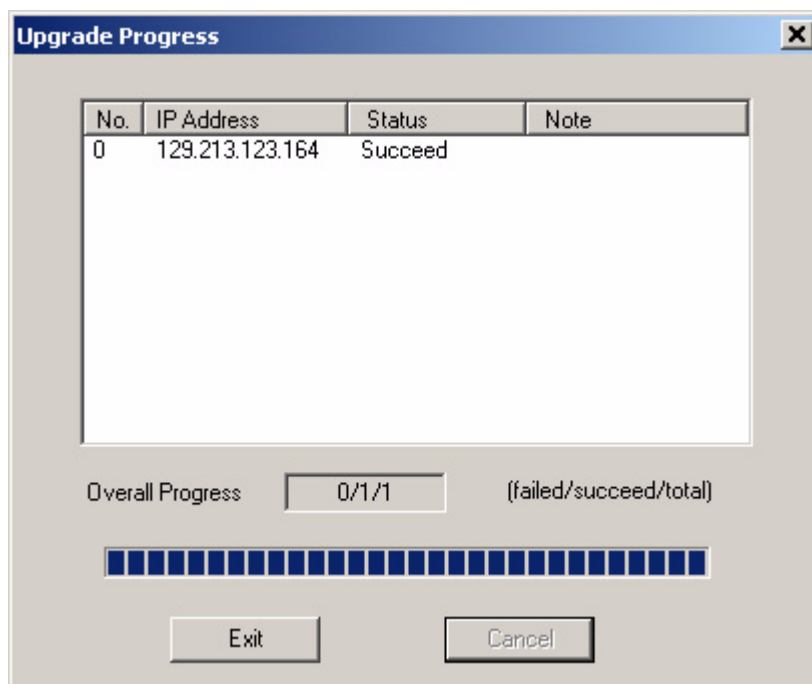 Upgrade Progress
No. IP Address Status Note
0 129.213.123.164 Succeed
Overall Progress 0/1/1 (failed/succeed/total)
Exit Cancel